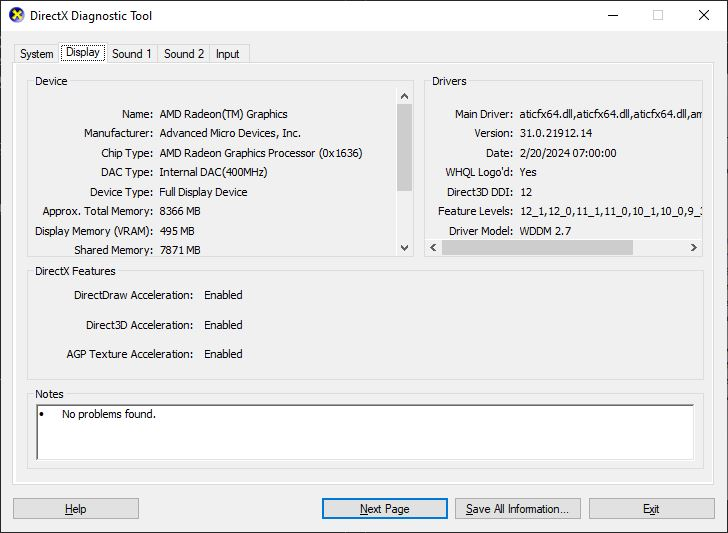 DirectX Diagnostic Tool
System Display Sound 1 Sound 2 Input
Device
Name: AMD Radeon(TM) Graphics
Manufacturer: Advanced Micro Devices, Inc.
Chip Type: AMD Radeon Graphics Processor (0x1636)
DAC Type: Internal DAC(400MHz)
Device Type: Full Display Device
Approx. Total Memory: 8366 MB
Display Memory (VRAM): 495 MB
Shared Memory: 7871 MB
Drivers
Main Driver: aticfx64.dll,aticfx64.dll,aticfx64.dll,am
Version: 31.0.21912.14
Date: 2/20/2024 07:00:00
WHQL Logo'd: Yes
Direct3D DDI: 12
Feature Levels: 12_1,12_0,11_1,11_0,10_1,10_0,9_3
Driver Model: WDDM 2.7
DirectX Features
DirectDraw Acceleration: Enabled
Direct3D Acceleration: Enabled
AGP Texture Acceleration: Enabled
Notes
• No problems found.
Help Next Page Save All Information... Exit